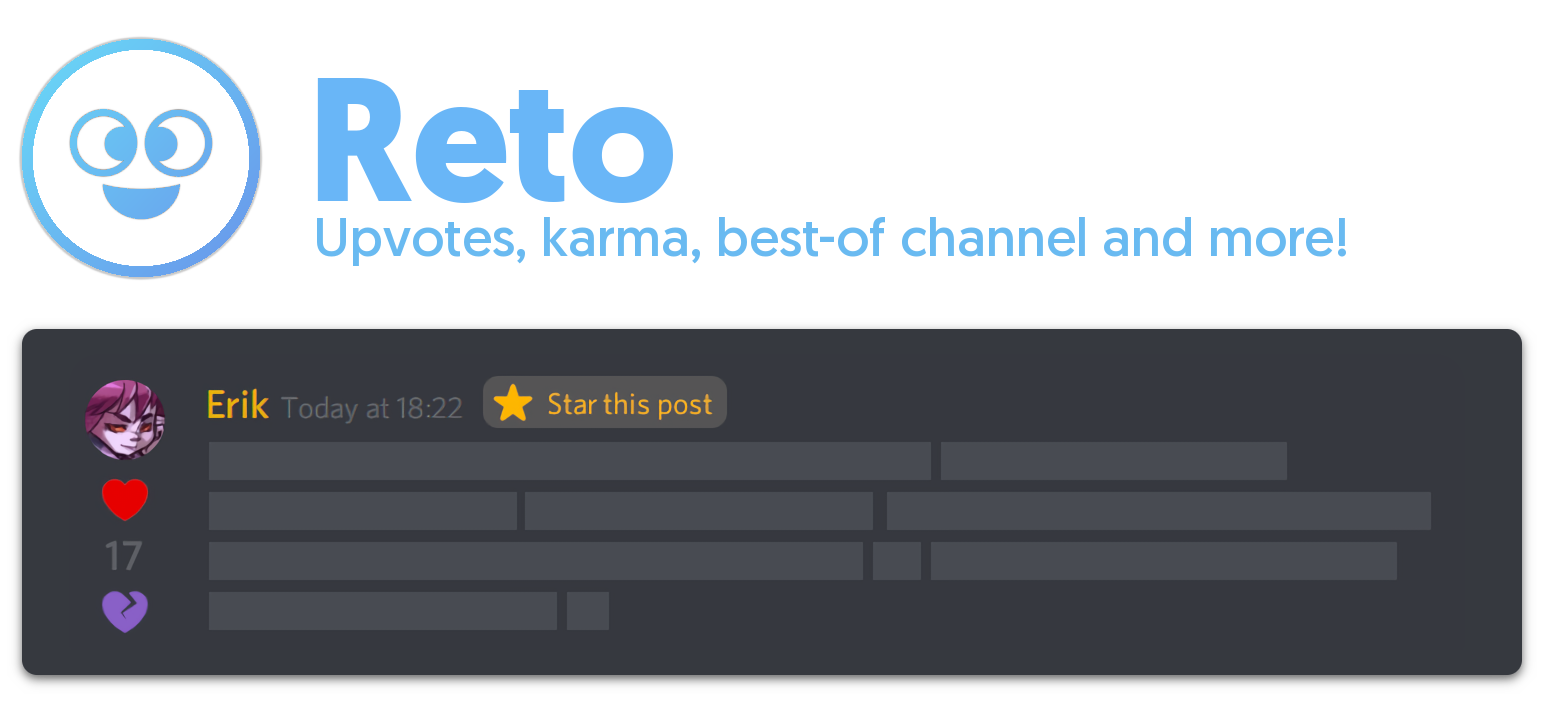 Reto
Upvotes, karma, best-of channel and more!
Erik Today at 18:22 Star this post
17